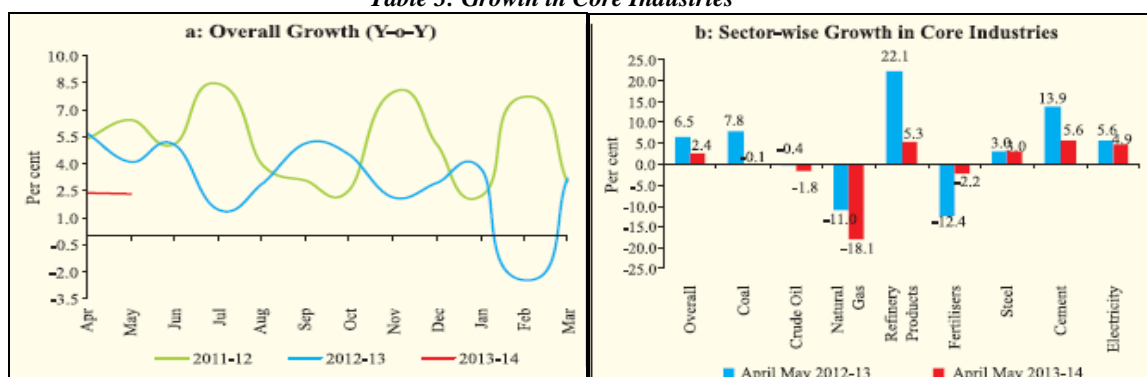 Table 3: Growth in Core Industries
a: Overall Growth (Y-o-Y)
Per cent
10.0
8.5
7.0
5.5
4.0
2.5
1.0
-0.5
-2.0
-3.5
Apr
May
Jun
Jul
Aug
Sep
Oct
Nov
Dec
Jan
Feb
Mar
2011-12
2012-13
2013-14
b: Sector-wise Growth in Core Industries
Per cent
25.0
20.0
15.0
10.0
5.0
0.0
-5.0
-10.0
-15.0
-20.0
-25.0
6.5
2.4
7.8
-0.1
-0.4
-1.8
-11.0
-18.1
22.1
5.3
-12.4
-2.2
3.0
3.0
13.9
5.6
5.6
4.9
Overall
Coal
Crude Oil
Natural
Gas
Refinery
Products
Fertilisers
Steel
Cement
Electricity
April May 2012-13
April May 2013-14